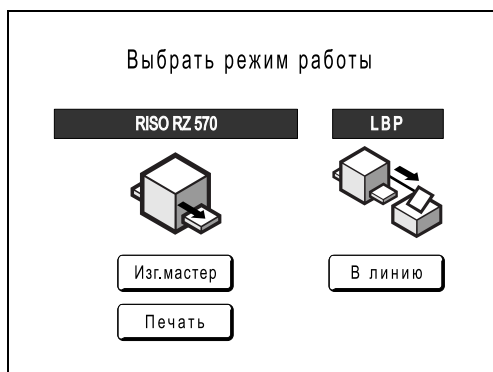 Выбрать режим работы
RISO RZ 570
LBP
Изг.мастер
В линию
Печать